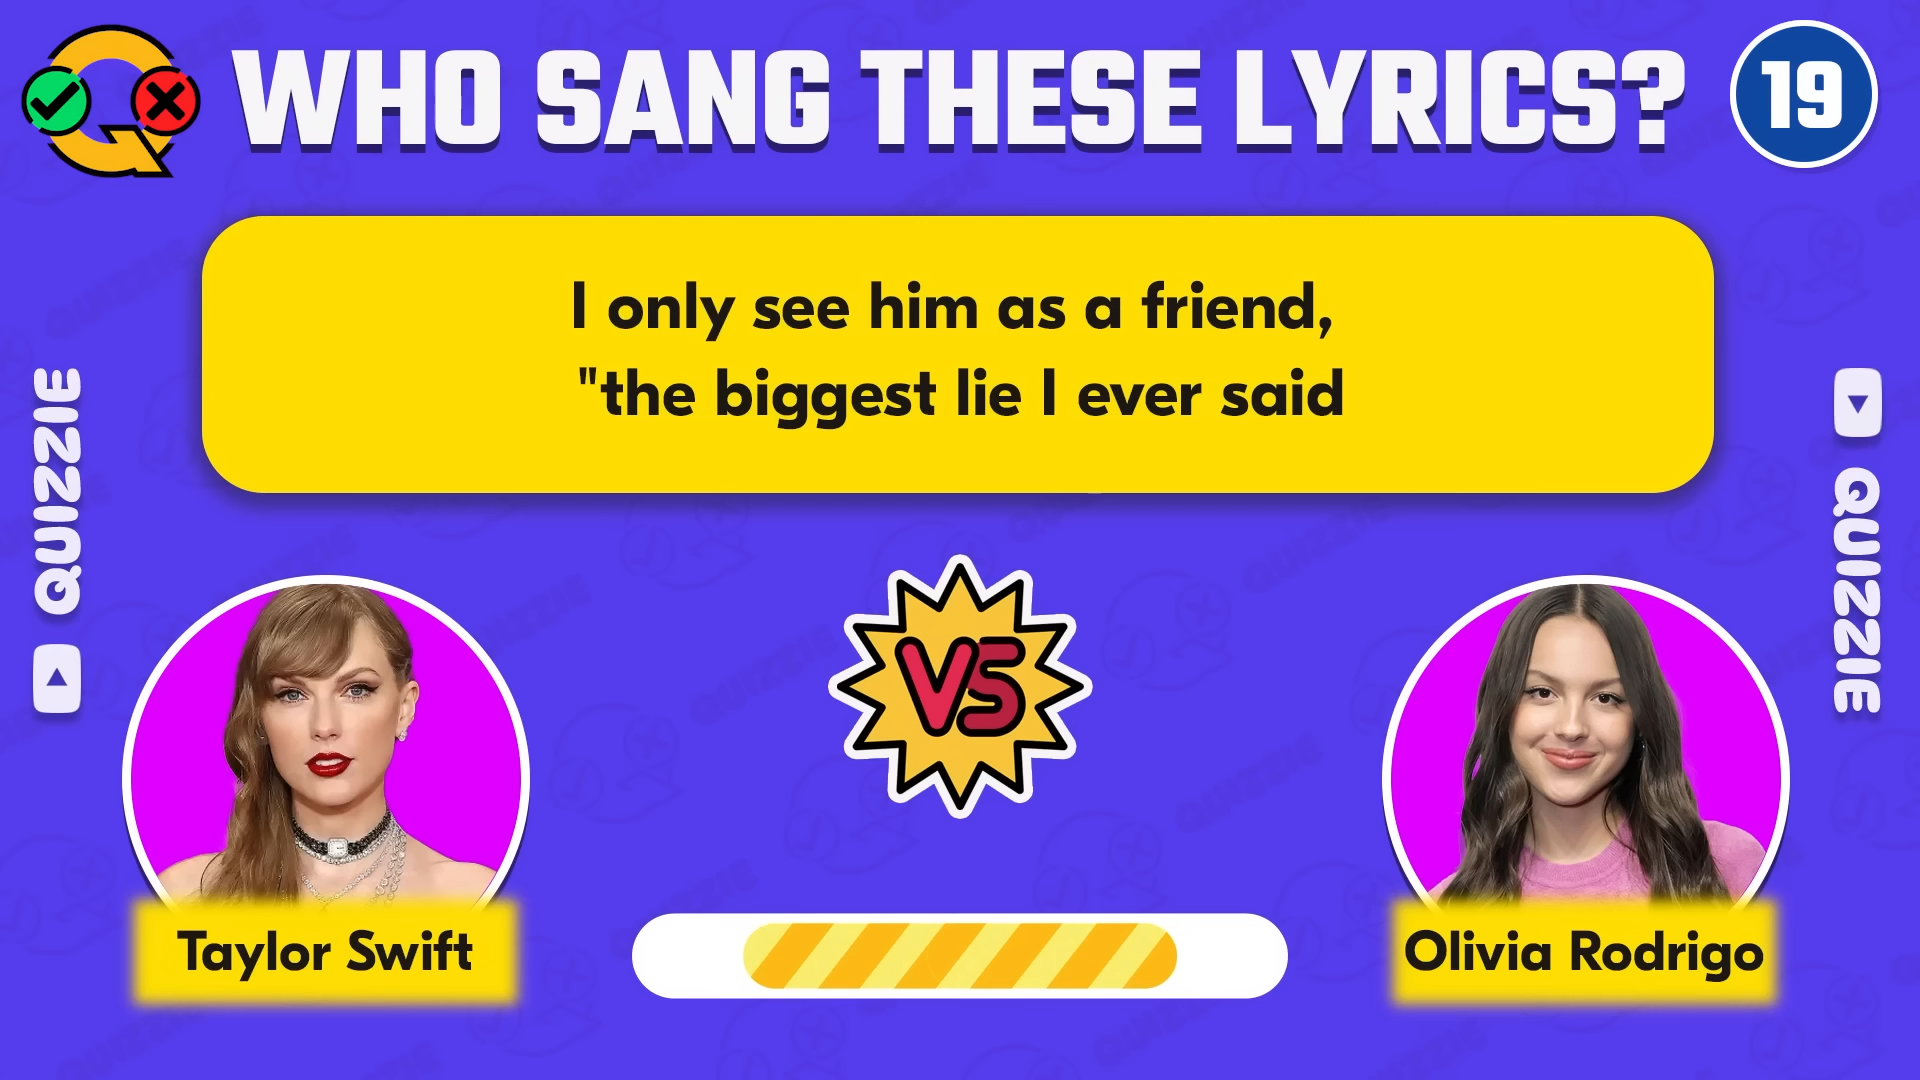 WHO SANG THESE LYRICS?
19
I only see him as a friend,
"the biggest lie I ever said
QUIZZIE
QUIZZIE
VS
Taylor Swift
Olivia Rodrigo